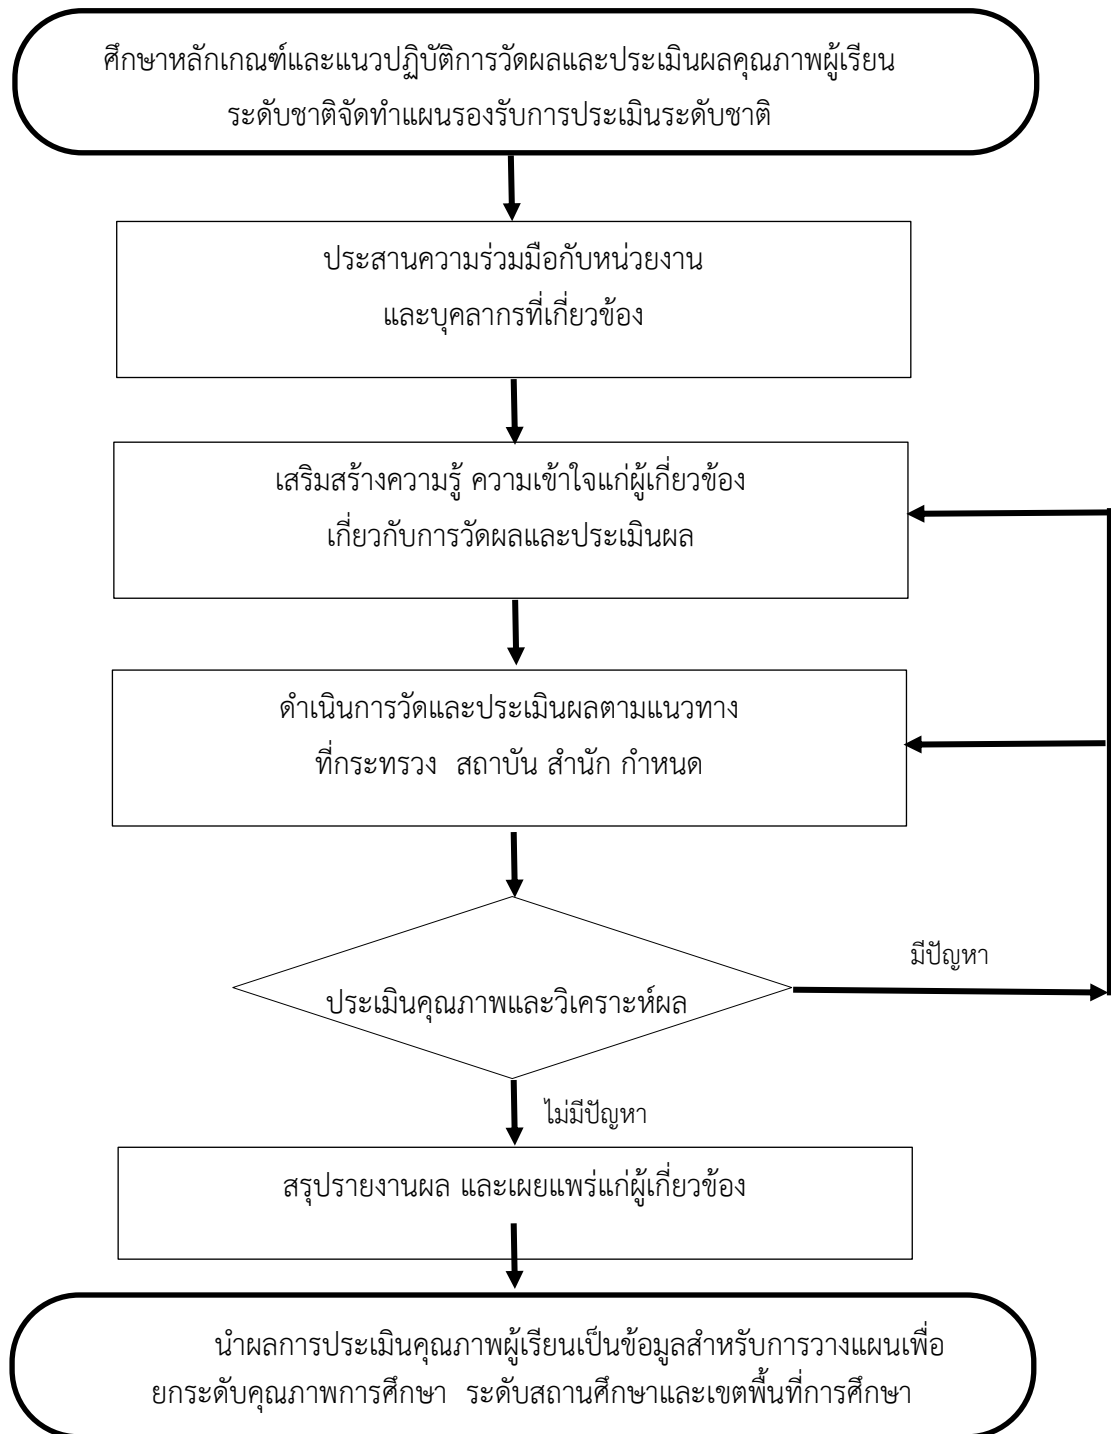 ศึกษาหลักเกณฑ์และแนวปฏิบัติการวัดผลและประเมินผลคุณภาพผู้เรียน
ระดับชาติจัดทำแผนรองรับการประเมินระดับชาติ
ประสานความร่วมมือกับหน่วยงาน
และบุคลากรที่เกี่ยวข้อง
เสริมสร้างความรู้ ความเข้าใจแก่ผู้เกี่ยวข้อง
เกี่ยวกับการวัดผลและประเมินผล
ดำเนินการวัดและประเมินผลตามแนวทาง
ที่กระทรวง สถาบัน สำนัก กำหนด
มีปัญหา
ประเมินคุณภาพและวิเคราะห์ผล
ไม่มีปัญหา
สรุปรายงานผล และเผยแพร่แก่ผู้เกี่ยวข้อง
นำผลการประเมินคุณภาพผู้เรียนเป็นข้อมูลสำหรับการวางแผนเพื่อ
ยกระดับคุณภาพการศึกษา ระดับสถานศึกษาและเขตพื้นที่การศึกษา